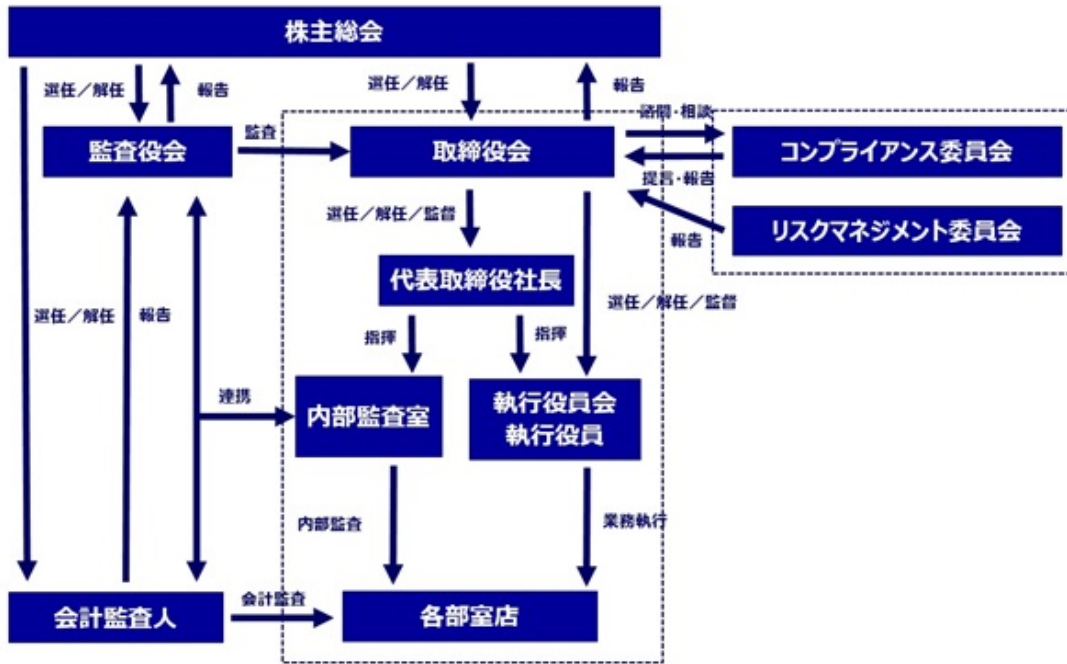 株主総会
選任／解任
報告
選任／解任
報告
監査役会
監査
取締役会
諮問・相談
コンプライアンス委員会
提言・報告
リスクマネジメント委員会
報告
選任／解任／監督
代表取締役社長
選任／解任
報告
選任／解任／監督
指揮
指揮
連携
内部監査室
執行役員会
執行役員
内部監査
業務執行
会計監査人
会計監査
各部室店